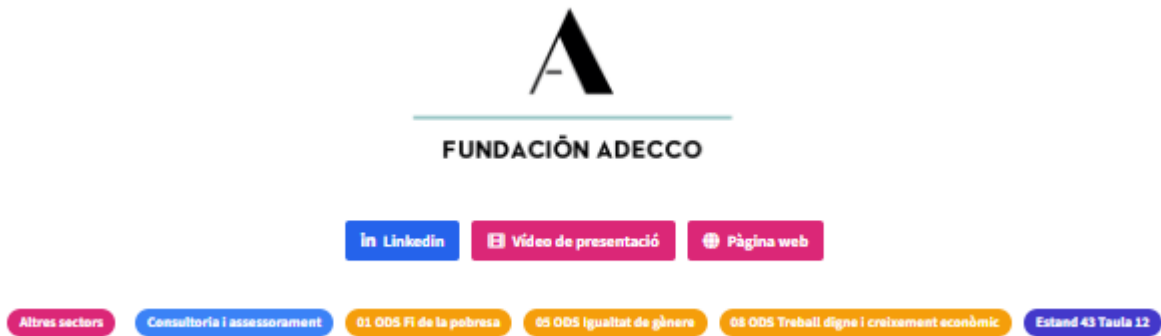 FUNDACIÓN ADECCO
in Linkedin Vídeo de presentació Pàgina web
Altres sectors Consultoria i assessorament 01 ODS Fi de la pobresa 05 ODS Igualtat de gènere 08 ODS Treball digne i creixement econòmic Estand 43 Taula 12